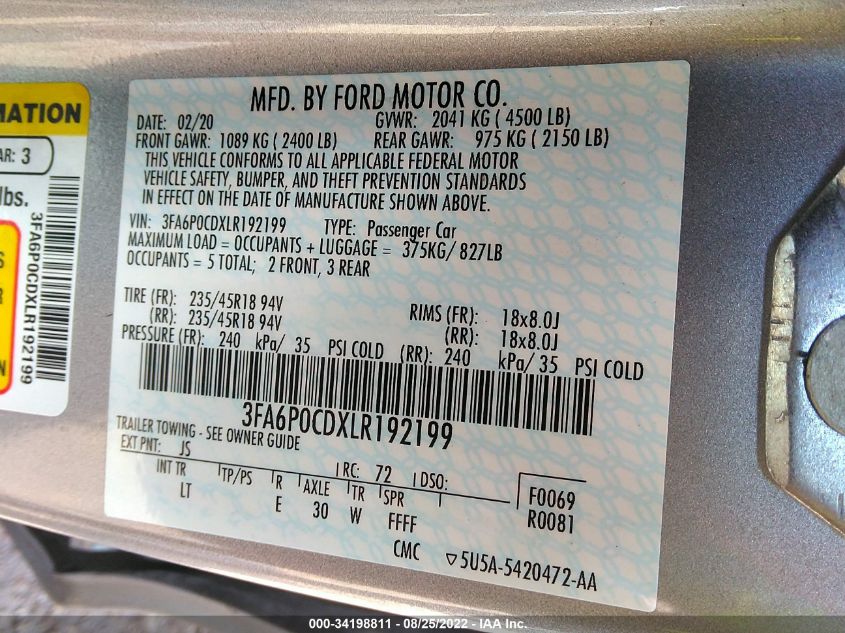 MATION
AR: 3
lbs.
3FA6P0CDXLR192199
MFD. BY FORD MOTOR CO.
DATE: 02/20 GVWR: 2041 KG ( 4500 LB)
FRONT GAWR: 1089 KG ( 2400 LB) REAR GAWR: 975 KG ( 2150 LB)
THIS VEHICLE CONFORMS TO ALL APPLICABLE FEDERAL MOTOR
VEHICLE SAFETY, BUMPER, AND THEFT PREVENTION STANDARDS
IN EFFECT ON THE DATE OF MANUFACTURE SHOWN ABOVE.
VIN: 3FA6P0CDXLR192199 TYPE: Passenger Car
MAXIMUM LOAD = OCCUPANTS + LUGGAGE = 375KG/ 827LB
OCCUPANTS = 5 TOTAL; 2 FRONT, 3 REAR
TIRE (FR): 235/45R18 94V RIMS (FR): 18x8.0J
(RR): 235/45R18 94V (RR): 18x8.0J
PRESSURE (FR): 240 kPa/ 35 PSI COLD (RR): 240 kPa/ 35 PSI COLD
3FA6P0CDXLR192199
TRAILER TOWING - SEE OWNER GUIDE
EXT PNT: JS RC: 72 DSO:
INT TR TP/PS R AXLE TR SPR F0069
LT E 30 W FFFF R0081
CMC ▽5U5A-5420472-AA
000-34198811 - 08/25/2022 - IAA Inc.